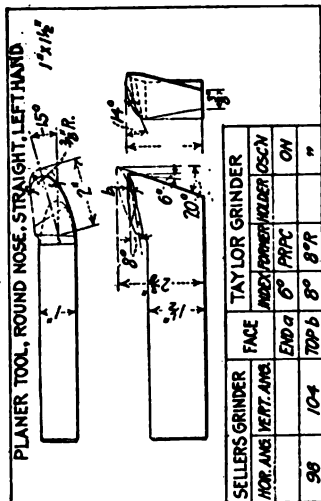 PLANER TOOL, ROUND NOSE, STRAIGHT, LEFT HAND
1"x1½"
15°
⅜"R.
2"
1"
14°
b
8°
6°
20°
2⅜"
1½"
SELLERS GRINDER FACE TAYLOR GRINDER
HOR. ANG. VERT. ANG. INDEX FORMER HOLDER OSC'N
END a 6° PRPC ON
98 104 TOP b 8° 8°R "